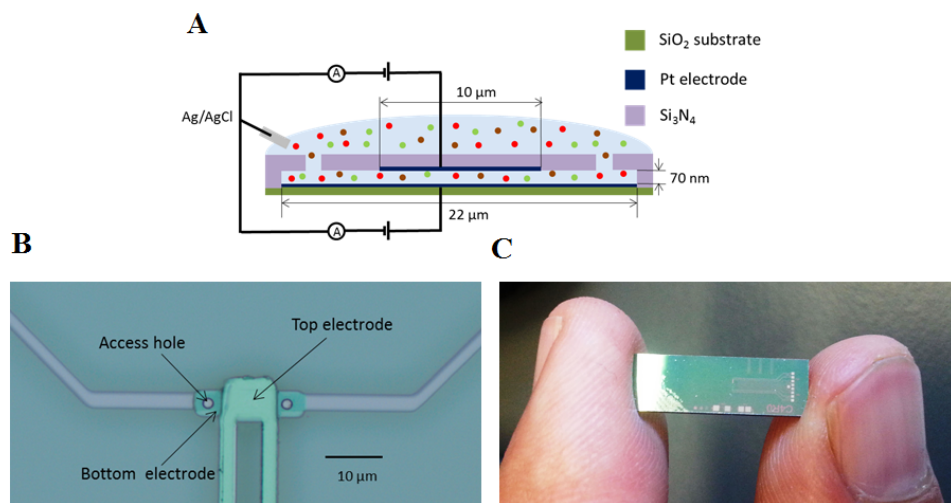 A
SiO₂ substrate
Pt electrode
Si₃N₄
10 μm
Ag/AgCl
A
70 nm
22 μm
A
B
Access hole
Top electrode
Bottom electrode
10 μm
C